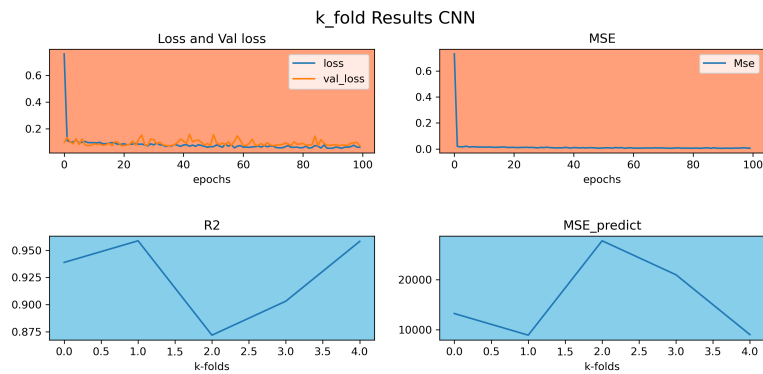 k_fold Results CNN
Loss and Val loss
loss
val_loss
0.6
0.4
0.2
0 20 40 60 80 100
epochs
MSE
Mse
0.6
0.4
0.2
0.0
0 20 40 60 80 100
epochs
R2
0.950
0.925
0.900
0.875
0.0 0.5 1.0 1.5 2.0 2.5 3.0 3.5 4.0
k-folds
MSE_predict
20000
10000
0.0 0.5 1.0 1.5 2.0 2.5 3.0 3.5 4.0
k-folds